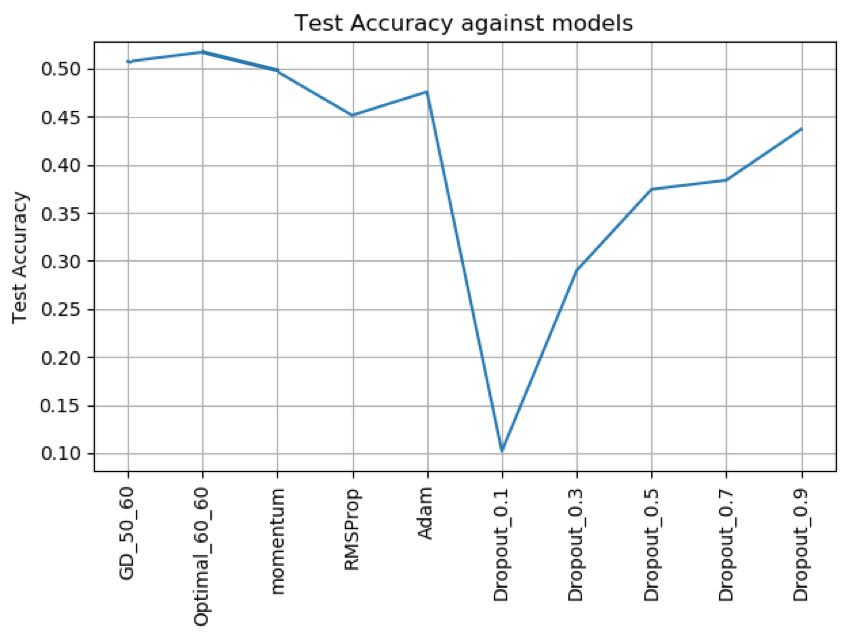 Test Accuracy against models
Test Accuracy
0.50
0.45
0.40
0.35
0.30
0.25
0.20
0.15
0.10
GD_50_60
Optimal_60_60
momentum
RMSProp
Adam
Dropout_0.1
Dropout_0.3
Dropout_0.5
Dropout_0.7
Dropout_0.9